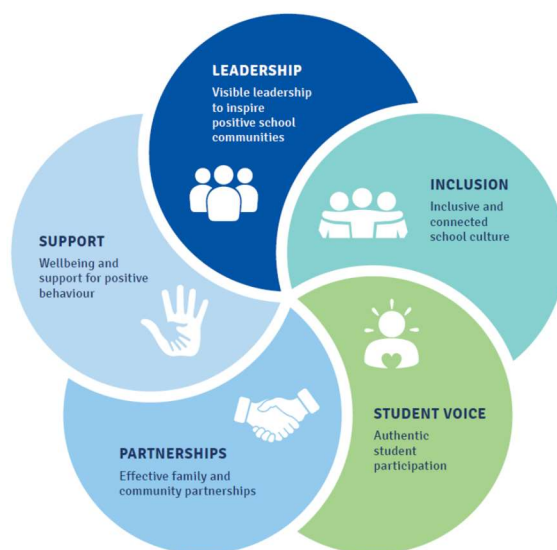 LEADERSHIP
Visible leadership
to inspire
positive school
communities
INCLUSION
Inclusive and
connected
school culture
STUDENT VOICE
Authentic
student
participation
PARTNERSHIPS
Effective family and
community partnerships
SUPPORT
Wellbeing and
support for positive
behaviour